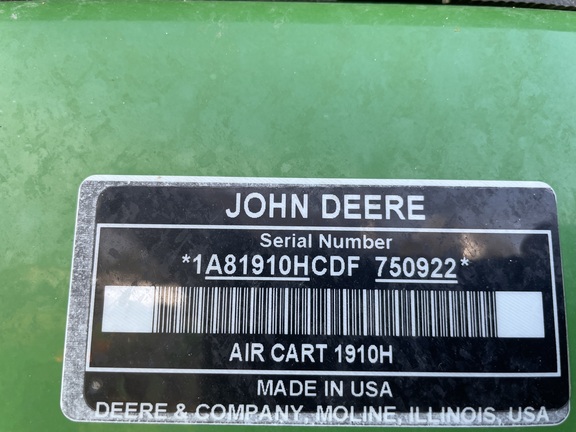 JOHN DEERE
Serial Number
*1A81910HCDF 750922*
AIR CART 1910H
MADE IN USA
DEERE & COMPANY, MOLINE, ILLINOIS, USA